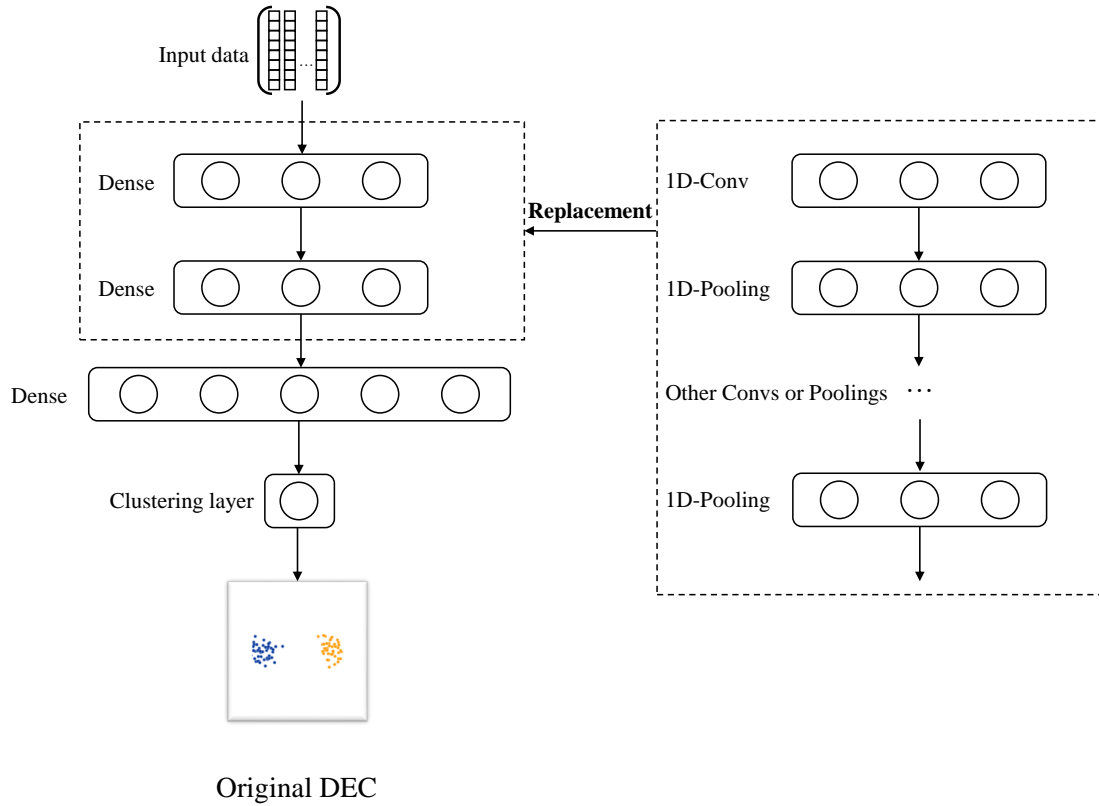 Input data
...
Dense
Dense
Dense
Clustering layer
Original DEC
Replacement
1D-Conv
1D-Pooling
Other Convs or Poolings ...
1D-Pooling